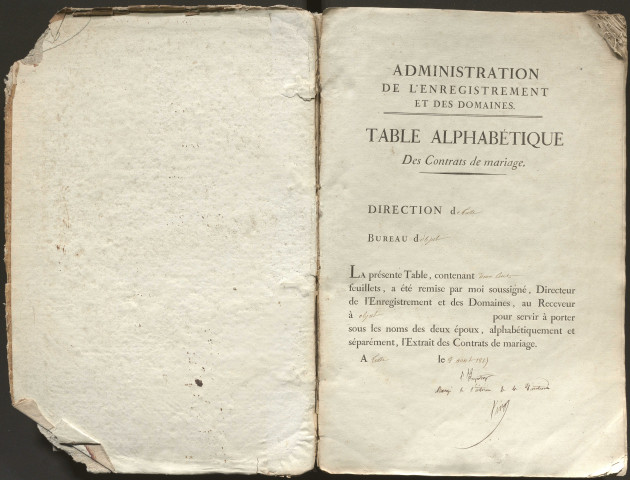 ADMINISTRATION
DE L'ENREGISTREMENT
ET DES DOMAINES.
TABLE ALPHABÉTIQUE
Des Contrats de mariage.
DIRECTION de
BUREAU d
LA présente Table, contenant
feuillets, a été remise par moi soussigné, Directeur
de l'Enregistrement et des Domaines, au Receveur
à pour servir à porter
sous les noms des deux époux, alphabétiquement et
séparément, l'Extrait des Contrats de mariage.
A le